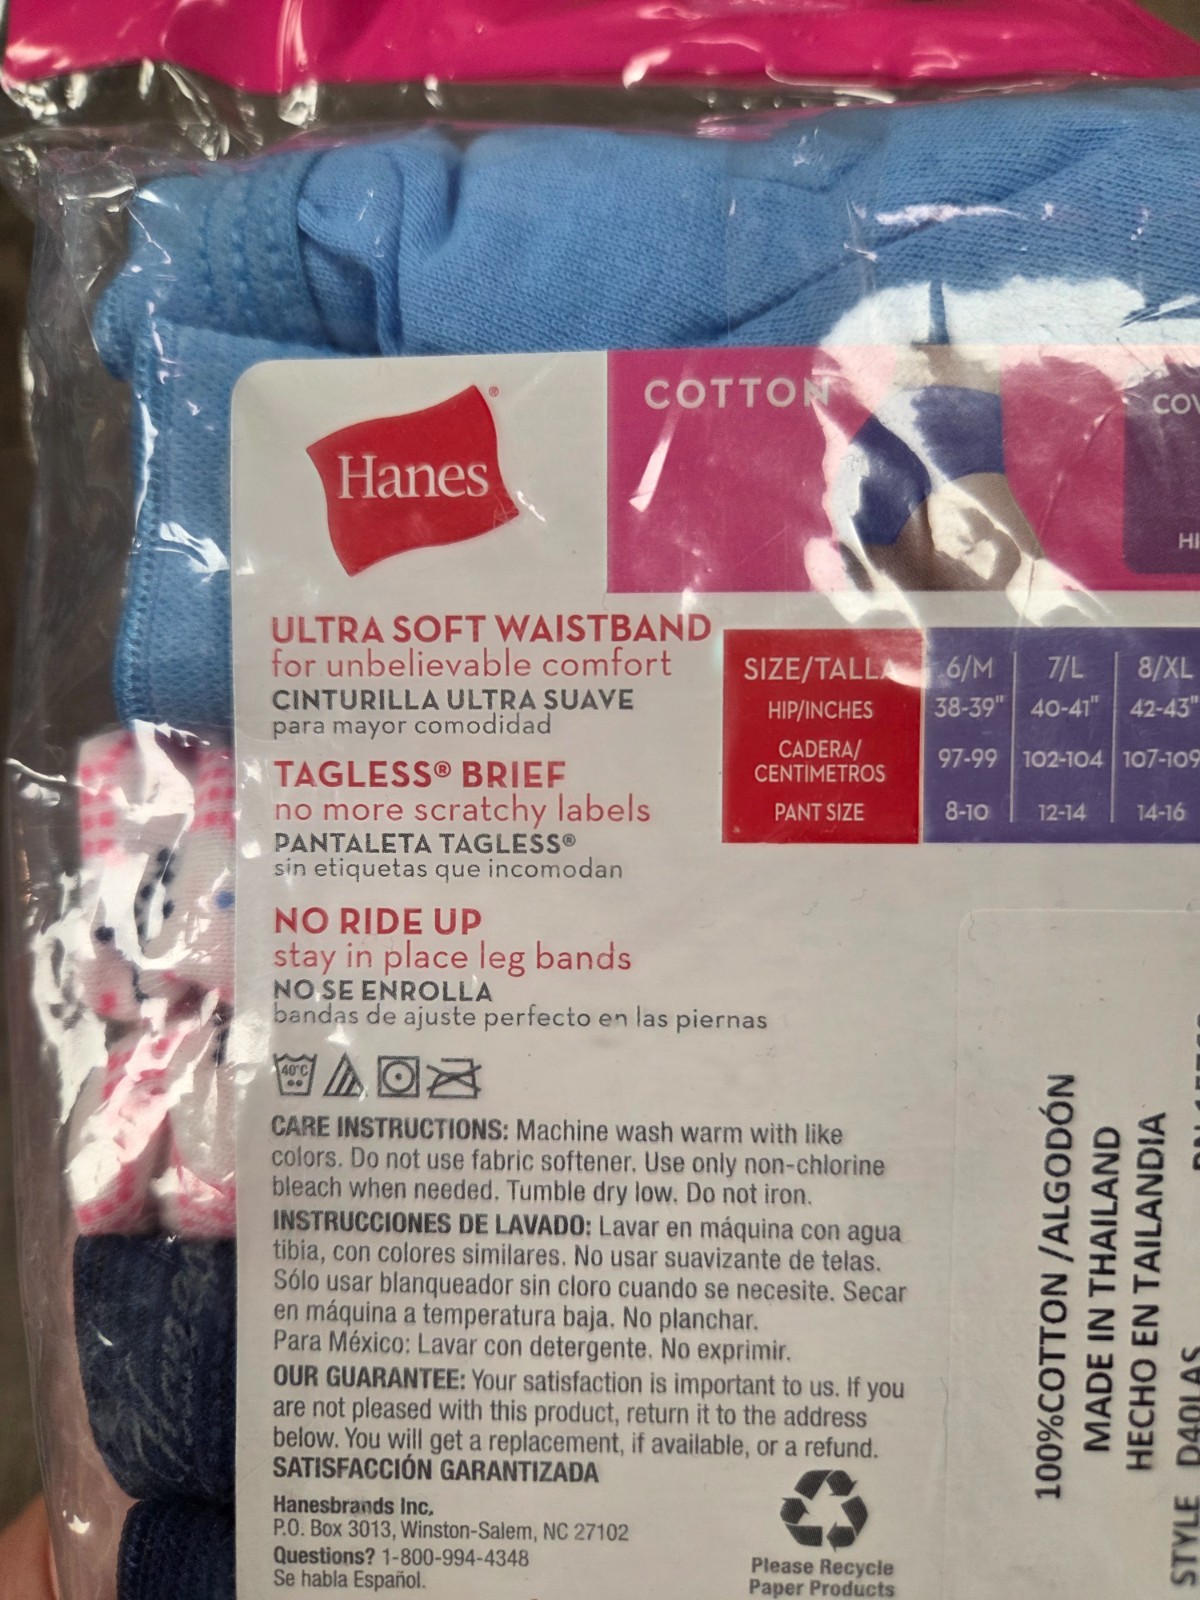 Hanes®
COTTON
ULTRA SOFT WAISTBAND
for unbelievable comfort
CINTURILLA ULTRA SUAVE
para mayor comodidad
TAGLESS® BRIEF
no more scratchy labels
PANTALETA TAGLESS®
sin etiquetas que incomodan
NO RIDE UP
stay in place leg bands
NO SE ENROLLA
bandas de ajuste perfecto en las piernas
SIZE/TALLA 6/M 7/L 8/XL
HIP/INCHES 38-39" 40-41" 42-43"
CADERA/
CENTIMETROS 97-99 102-104 107-109
PANT SIZE 8-10 12-14 14-16
40°C
CARE INSTRUCTIONS: Machine wash warm with like
colors. Do not use fabric softener. Use only non-chlorine
bleach when needed. Tumble dry low. Do not iron.
INSTRUCCIONES DE LAVADO: Lavar en máquina con agua
tibia, con colores similares. No usar suavizante de telas.
Sólo usar blanqueador sin cloro cuando se necesite. Secar
en máquina a temperatura baja. No planchar.
Para México: Lavar con detergente. No exprimir.
OUR GUARANTEE: Your satisfaction is important to us. If you
are not pleased with this product, return it to the address
below. You will get a replacement, if available, or a refund.
SATISFACCIÓN GARANTIZADA
Hanesbrands Inc.
P.O. Box 3013, Winston-Salem, NC 27102
Questions? 1-800-994-4348
Se habla Español.
Please Recycle
Paper Products
100%COTTON /ALGODÓN
MADE IN THAILAND
HECHO EN TAILANDIA
STYLE D40LAS